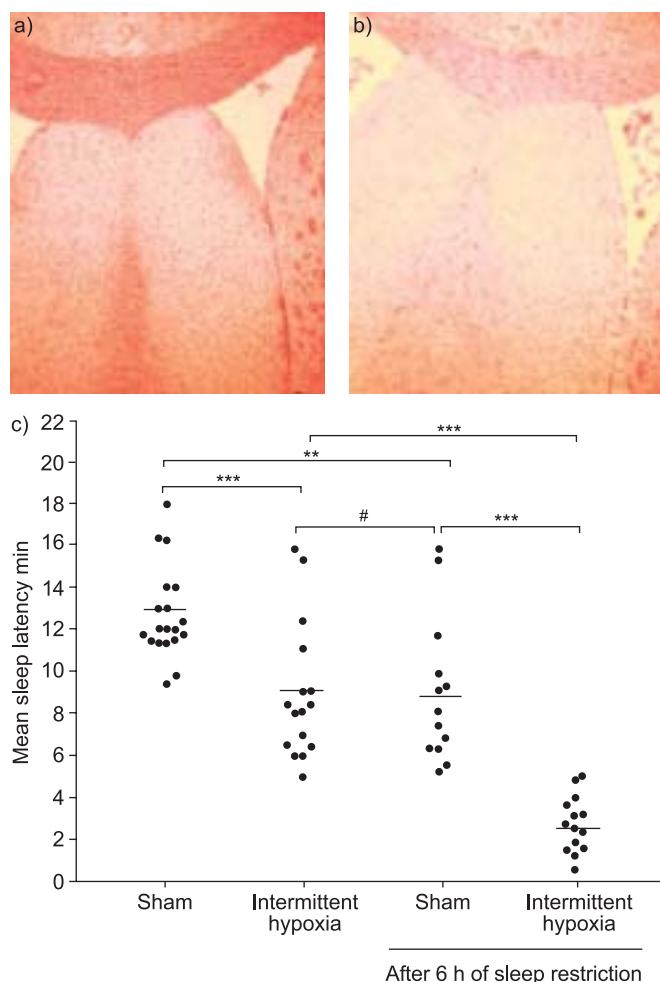 a)
b)
c)
22
20
18
16
14
12
10
8
6
4
2
0
Mean sleep latency min
***
**
***
#
***
Sham
Intermittent
hypoxia
Sham
Intermittent
hypoxia
After 6 h of sleep restriction